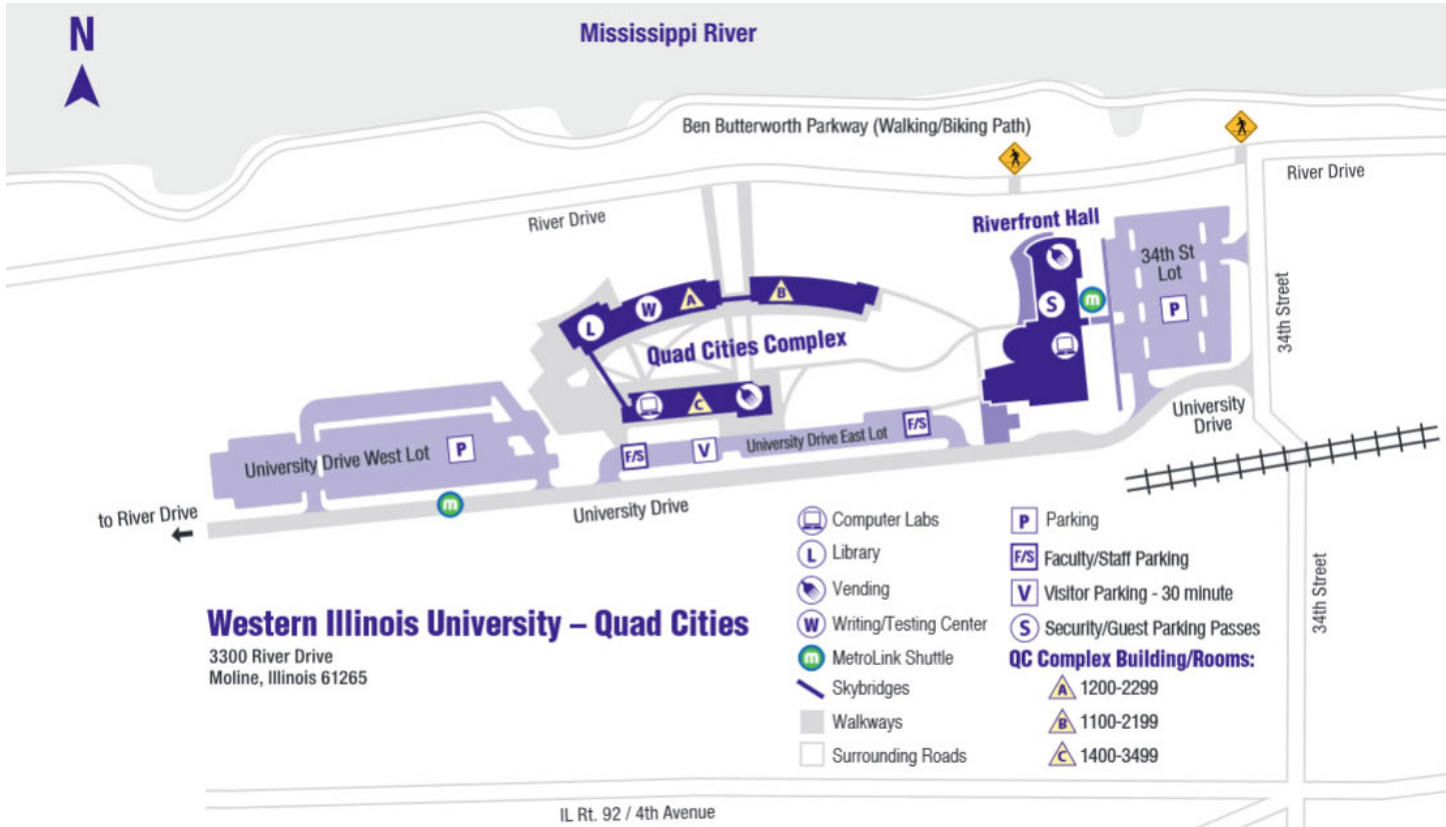 N
Mississippi River
Ben Butterworth Parkway (Walking/Biking Path)
River Drive
River Drive
Riverfront Hall
34th St
Lot
P
34th Street
m
S
A
B
W
L
Quad Cities Complex
C
University
Drive
University Drive West Lot
P
F/S
V
University Drive East Lot
F/S
m
University Drive
to River Drive
Computer Labs
L Library
Vending
W Writing/Testing Center
m MetroLink Shuttle
Skybridges
Walkways
Surrounding Roads
P Parking
F/S Faculty/Staff Parking
V Visitor Parking - 30 minute
S Security/Guest Parking Passes
QC Complex Building/Rooms:
A 1200-2299
B 1100-2199
C 1400-3499
34th Street
Western Illinois University – Quad Cities
3300 River Drive
Moline, Illinois 61265
IL Rt. 92 / 4th Avenue